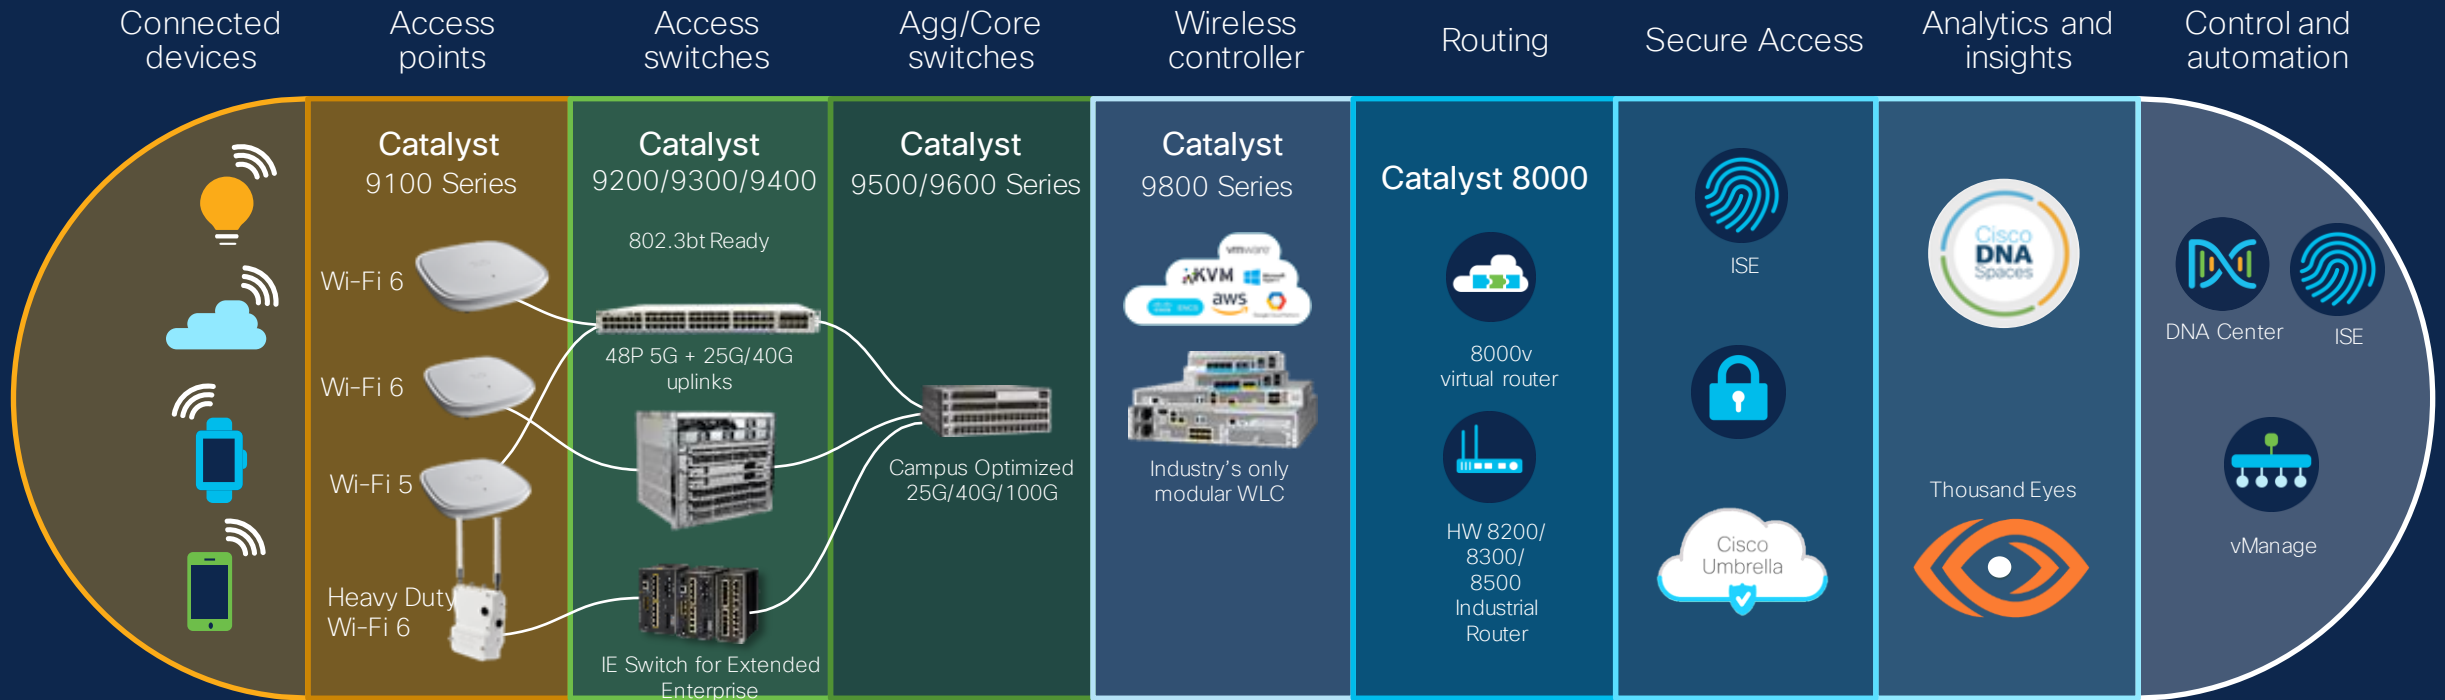 Connected
devices
Access
points
Access
switches
Agg/Core
switches
Wireless
controller
Routing
Secure Access
Analytics and
insights
Control and
automation
Catalyst
9100 Series
Wi-Fi 6
Wi-Fi 6
Wi-Fi 5
Heavy Duty
Wi-Fi 6
Catalyst
9200/9300/9400
802.3bt Ready
48P 5G + 25G/40G
uplinks
IE Switch for Extended
Enterprise
Catalyst
9500/9600 Series
Campus Optimized
25G/40G/100G
Catalyst
9800 Series
vmware
KVM
aws
Industry's only
modular WLC
Catalyst 8000
8000v
virtual router
HW 8200/
8300/
8500
Industrial
Router
ISE
Cisco
Umbrella
Cisco
DNA
Spaces
Thousand Eyes
DNA Center
ISE
vManage